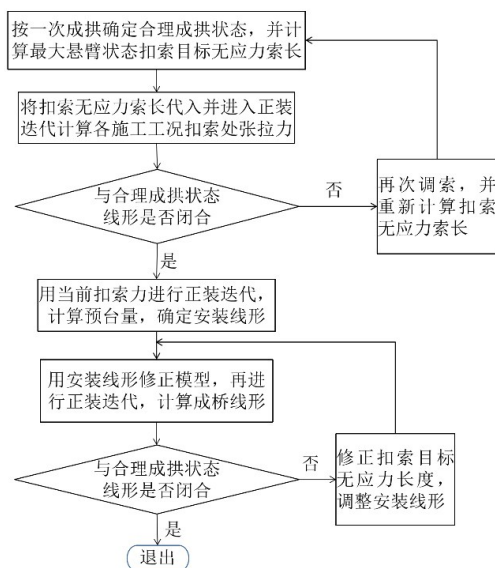 按一次成拱确定合理成拱状态，并计
算最大悬臂状态扣索目标无应力索长
将扣索无应力索长代入并进入正装
迭代计算各施工工况扣索处张拉力
与合理成拱状态
线形是否闭合
否
再次调索，并
重新计算扣索
无应力索长
是
用当前扣索力进行正装迭代，
计算预台量，确定安装线形
用安装线形修正模型，再进
行正装迭代，计算成桥线形
与合理成拱状态
线形是否闭合
否
修正扣索目标
无应力长度，
调整安装线形
是
退出